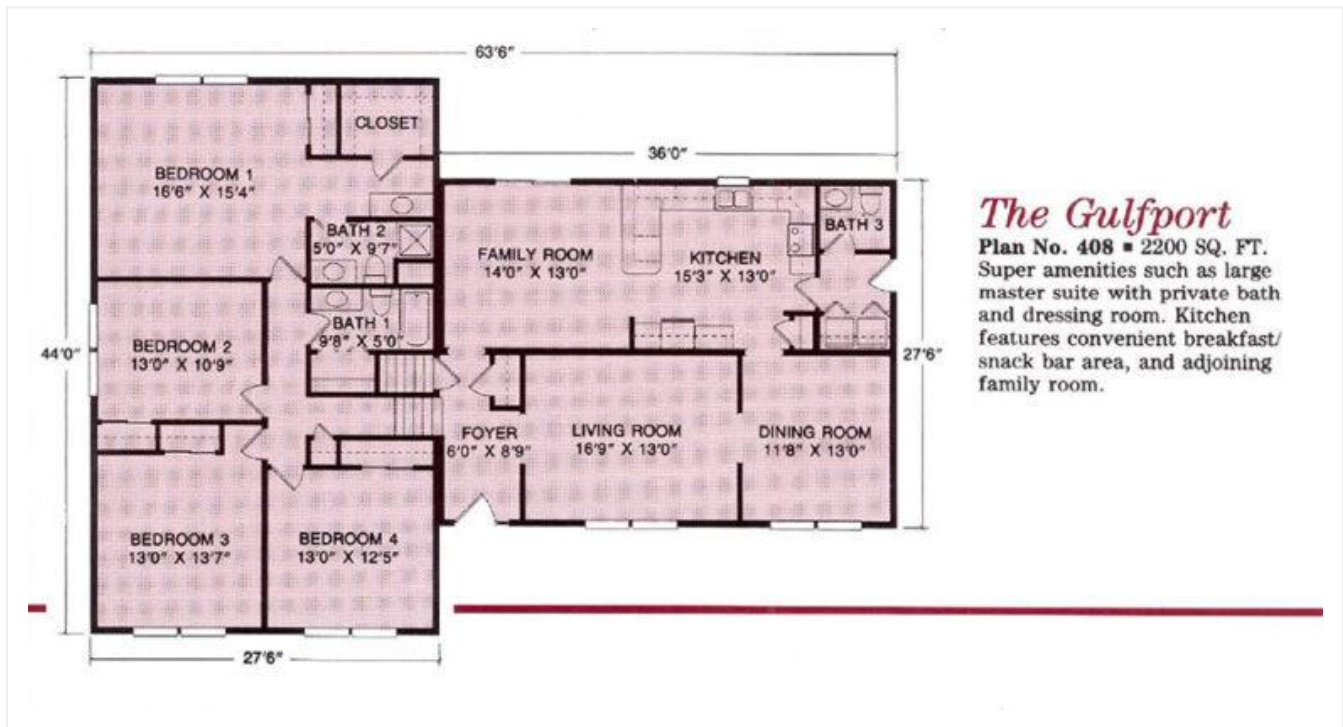 63'6"
CLOSET
36'0"
BEDROOM 1
16'6" X 15'4"
BATH 2
5'0" X 9'7"
BATH 3
FAMILY ROOM
14'0" X 13'0"
KITCHEN
15'3" X 13'0"
The Gulfport
Plan No. 408 ▪ 2200 SQ. FT.
Super amenities such as large
master suite with private bath
and dressing room. Kitchen
features convenient breakfast/
snack bar area, and adjoining
family room.
BATH 1
9'8" X 5'0"
44'0"
BEDROOM 2
13'0" X 10'9"
27'6"
FOYER
6'0" X 8'9"
LIVING ROOM
16'9" X 13'0"
DINING ROOM
11'8" X 13'0"
BEDROOM 3
13'0" X 13'7"
BEDROOM 4
13'0" X 12'5"
27'6"